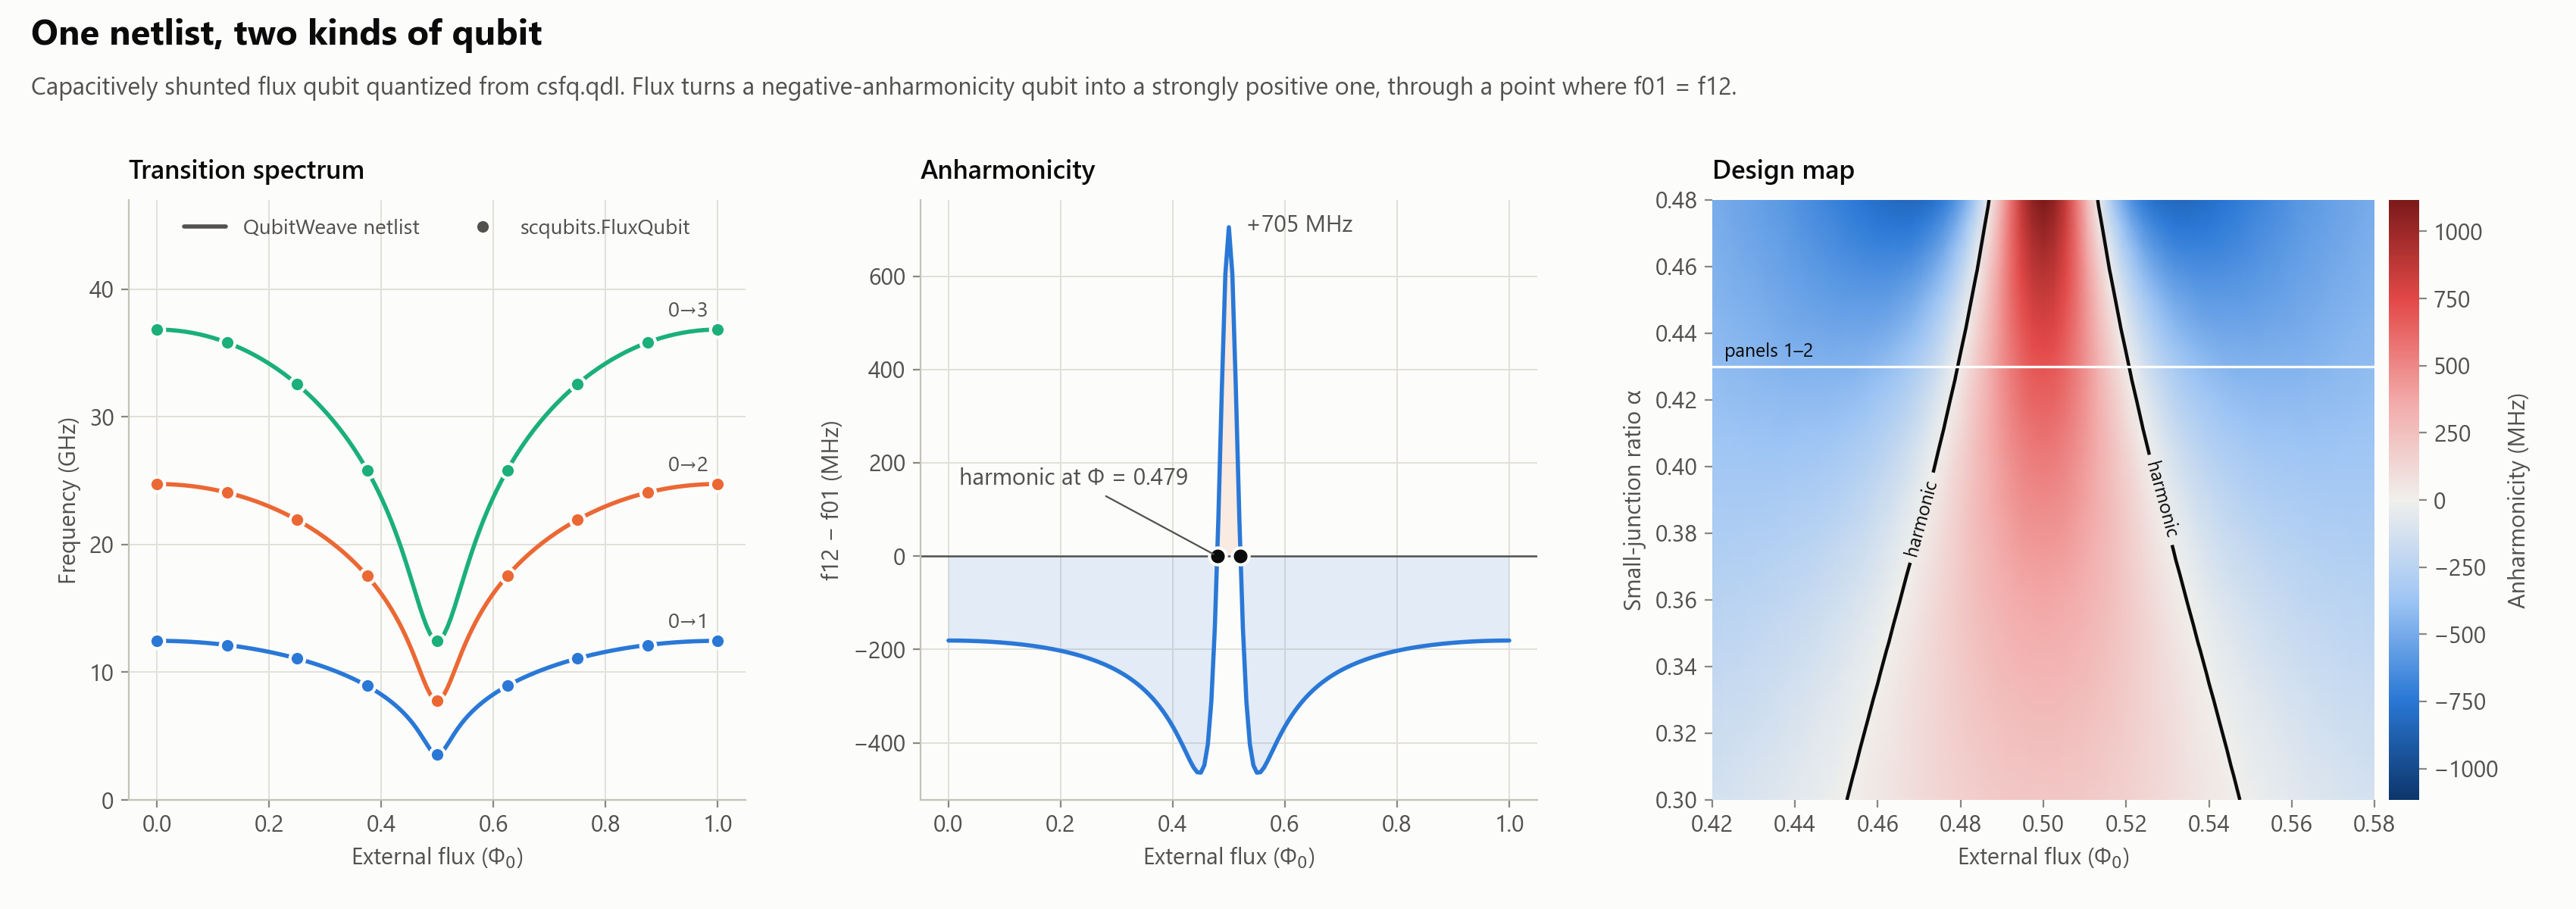 One netlist, two kinds of qubit
Capacitively shunted flux qubit quantized from csfq.qdl. Flux turns a negative-anharmonicity qubit into a strongly positive one, through a point where f01 = f12.
Transition spectrum
QubitWeave netlist
scqubits.FluxQubit
0→3
0→2
0→1
40
30
20
10
0
Frequency (GHz)
0.0 0.2 0.4 0.6 0.8 1.0
External flux (Φ₀)
Anharmonicity
+705 MHz
harmonic at Φ = 0.479
600
400
200
0
−200
−400
f12 − f01 (MHz)
0.0 0.2 0.4 0.6 0.8 1.0
External flux (Φ₀)
Design map
panels 1–2
harmonic
harmonic
0.48
0.46
0.44
0.42
0.40
0.38
0.36
0.34
0.32
0.30
Small-junction ratio α
0.42 0.44 0.46 0.48 0.50 0.52 0.54 0.56 0.58
External flux (Φ₀)
1000
750
500
250
0
−250
−500
−750
−1000
Anharmonicity (MHz)